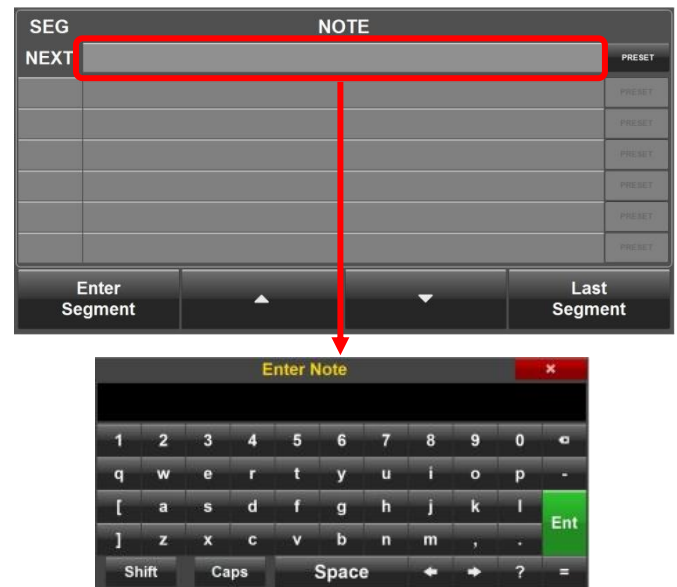 SEG NOTE
NEXT PRESET
PRESET
PRESET
PRESET
PRESET
PRESET
PRESET
Enter Segment ▲ ▼ Last Segment
Enter Note ×
1 2 3 4 5 6 7 8 9 0
q w e r t y u i o p -
[ a s d f g h j k l Ent
] z x c v b n m , .
Shift Caps Space ← → ? =